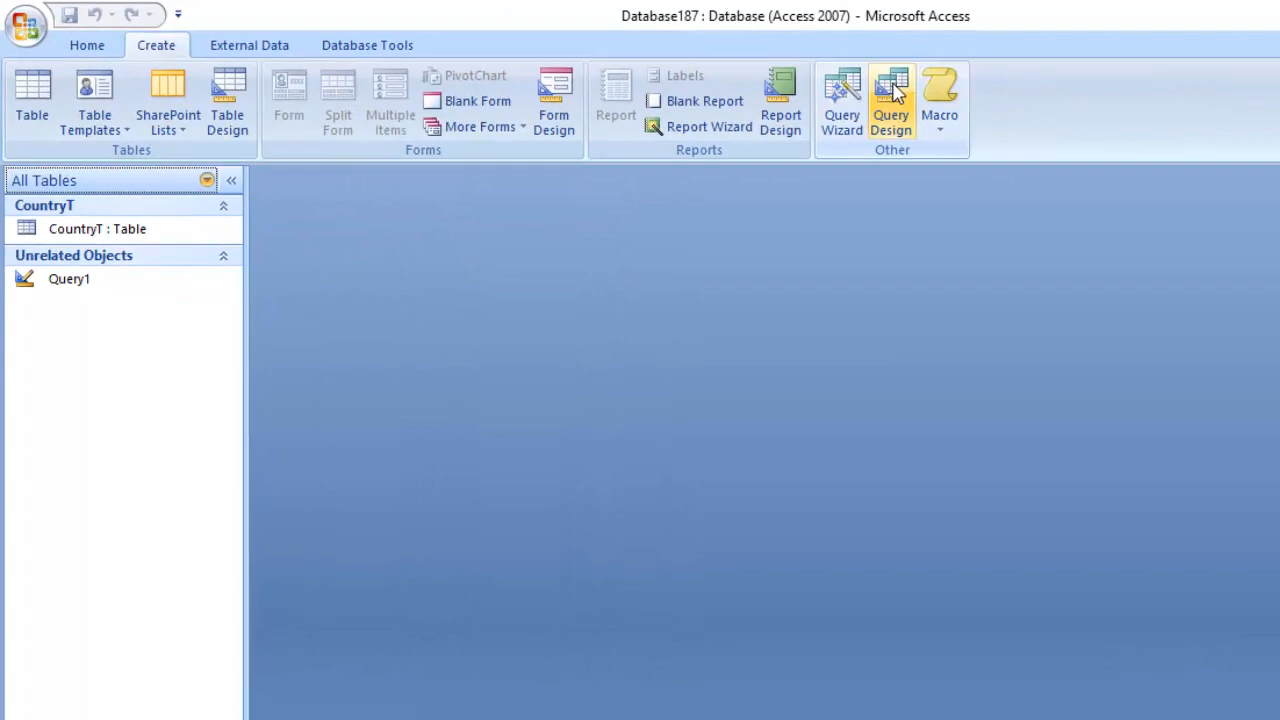 Database187 : Database (Access 2007) - Microsoft Access
Home Create External Data Database Tools
Table
Table Templates
SharePoint Lists
Table Design
Tables
Form
Split Form
Multiple Items
PivotChart
Blank Form
More Forms
Form Design
Forms
Report
Labels
Blank Report
Report Wizard
Report Design
Reports
Query Wizard
Query Design
Macro
Other
All Tables
CountryT
CountryT : Table
Unrelated Objects
Query1